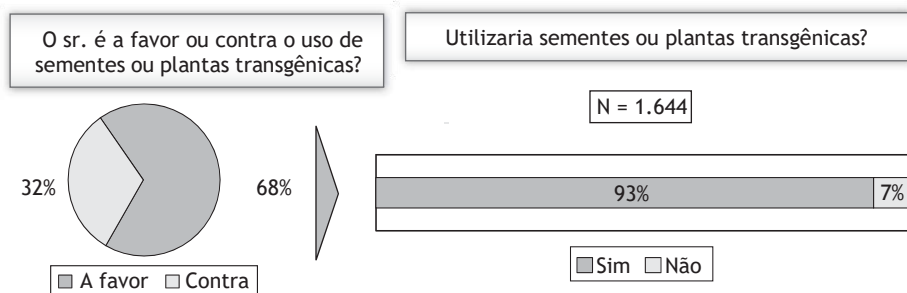 O sr. é a favor ou contra o uso de
sementes ou plantas transgênicas?
Utilizaria sementes ou plantas transgênicas?
N = 1.644
32%
68%
93%
7%
A favor Contra
Sim Não